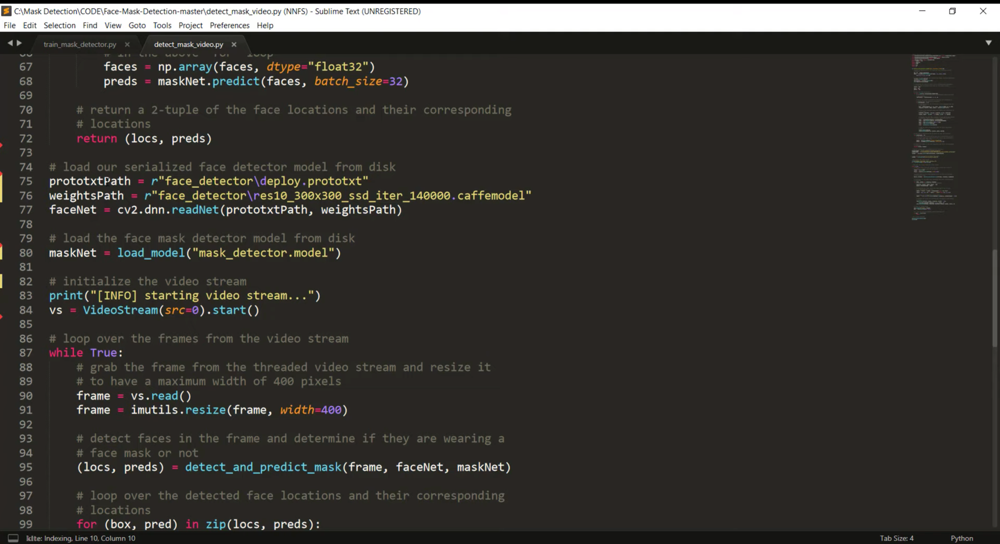 C:\Mask Detection\CODE\Face-Mask-Detection-master\detect_mask_video.py (NNFS) - Sublime Text (UNREGISTERED)
File Edit Selection Find View Goto Tools Project Preferences Help
train_mask_detector.py × detect_mask_video.py ×
66 # in the above *for* loop
67 faces = np.array(faces, dtype="float32")
68 preds = maskNet.predict(faces, batch_size=32)
69
70 # return a 2-tuple of the face locations and their corresponding
71 # locations
72 return (locs, preds)
73
74 # load our serialized face detector model from disk
75 prototxtPath = r"face_detector\deploy.prototxt"
76 weightsPath = r"face_detector\res10_300x300_ssd_iter_140000.caffemodel"
77 faceNet = cv2.dnn.readNet(prototxtPath, weightsPath)
78
79 # load the face mask detector model from disk
80 maskNet = load_model("mask_detector.model")
81
82 # initialize the video stream
83 print("[INFO] starting video stream...")
84 vs = VideoStream(src=0).start()
85
86 # loop over the frames from the video stream
87 while True:
88 # grab the frame from the threaded video stream and resize it
89 # to have a maximum width of 400 pixels
90 frame = vs.read()
91 frame = imutils.resize(frame, width=400)
92
93 # detect faces in the frame and determine if they are wearing a
94 # face mask or not
95 (locs, preds) = detect_and_predict_mask(frame, faceNet, maskNet)
96
97 # loop over the detected face locations and their corresponding
98 # locations
99 for (box, pred) in zip(locs, preds):
kite: Indexing, Line 10, Column 10 Tab Size: 4 Python